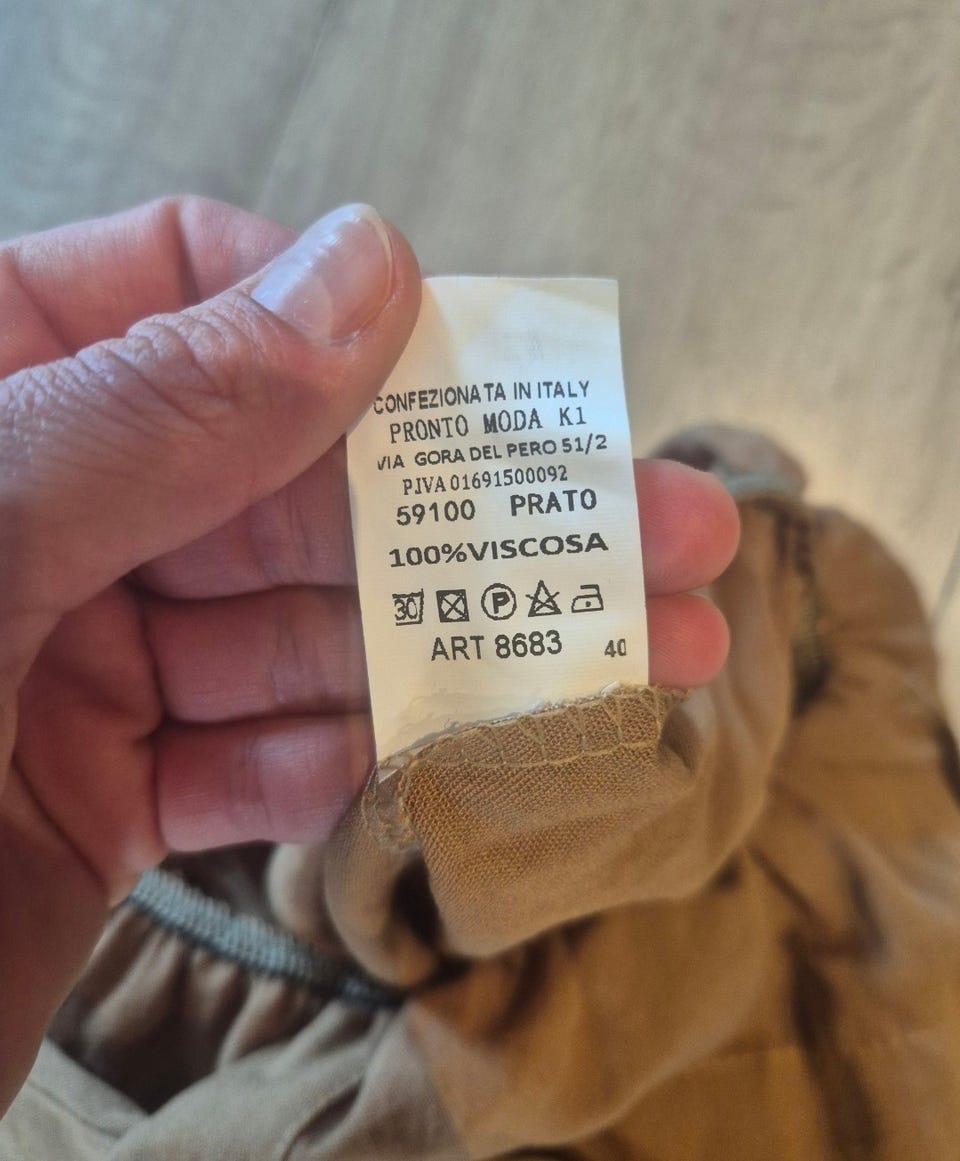 CONFEZIONATA IN ITALY
PRONTO MODA K1
VIA GORA DEL PERO 51/2
P.IVA 01691500092
59100 PRATO
100%VISCOSA
30 P
ART 8683 40